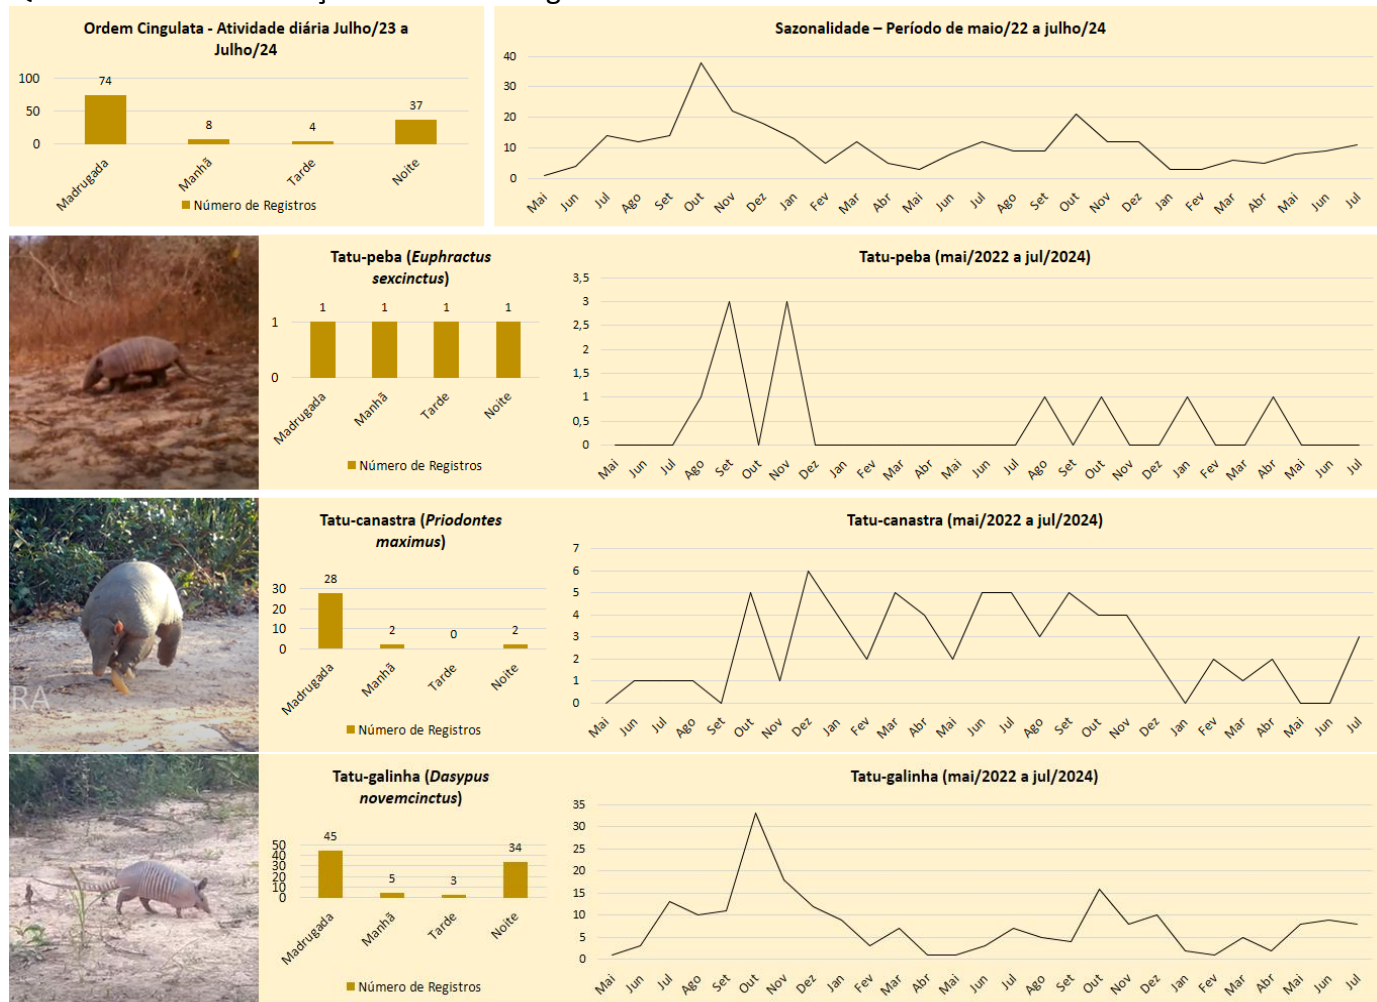 Ordem Cingulata - Atividade diária Julho/23 a
Julho/24
100
50
0
74
8
4
37
Madrugada
Manhã
Tarde
Noite
Número de Registros
Sazonalidade – Período de maio/22 a julho/24
40
30
20
10
0
Mai Jun Jul Ago Set Out Nov Dez Jan Fev Mar Abr Mai Jun Jul Ago Set Out Nov Dez Jan Fev Mar Abr Mai Jun Jul
Tatu-peba (Euphractus
sexcinctus)
1
0
1
1
1
1
Madrugada
Manhã
Tarde
Noite
Número de Registros
Tatu-peba (mai/2022 a jul/2024)
3,5
3
2,5
2
1,5
1
0,5
0
Mai Jun Jul Ago Set Out Nov Dez Jan Fev Mar Abr Mai Jun Jul Ago Set Out Nov Dez Jan Fev Mar Abr Mai Jun Jul
RA
Tatu-canastra (Priodontes
maximus)
30
20
10
0
28
2
0
2
Madrugada
Manhã
Tarde
Noite
Número de Registros
Tatu-canastra (mai/2022 a jul/2024)
7
6
5
4
3
2
1
0
Mai Jun Jul Ago Set Out Nov Dez Jan Fev Mar Abr Mai Jun Jul Ago Set Out Nov Dez Jan Fev Mar Abr Mai Jun Jul
Tatu-galinha (Dasypus
novemcinctus)
50
40
30
20
10
0
45
5
3
34
Madrugada
Manhã
Tarde
Noite
Número de Registros
Tatu-galinha (mai/2022 a jul/2024)
35
30
25
20
15
10
5
0
Mai Jun Jul Ago Set Out Nov Dez Jan Fev Mar Abr Mai Jun Jul Ago Set Out Nov Dez Jan Fev Mar Abr Mai Jun Jul